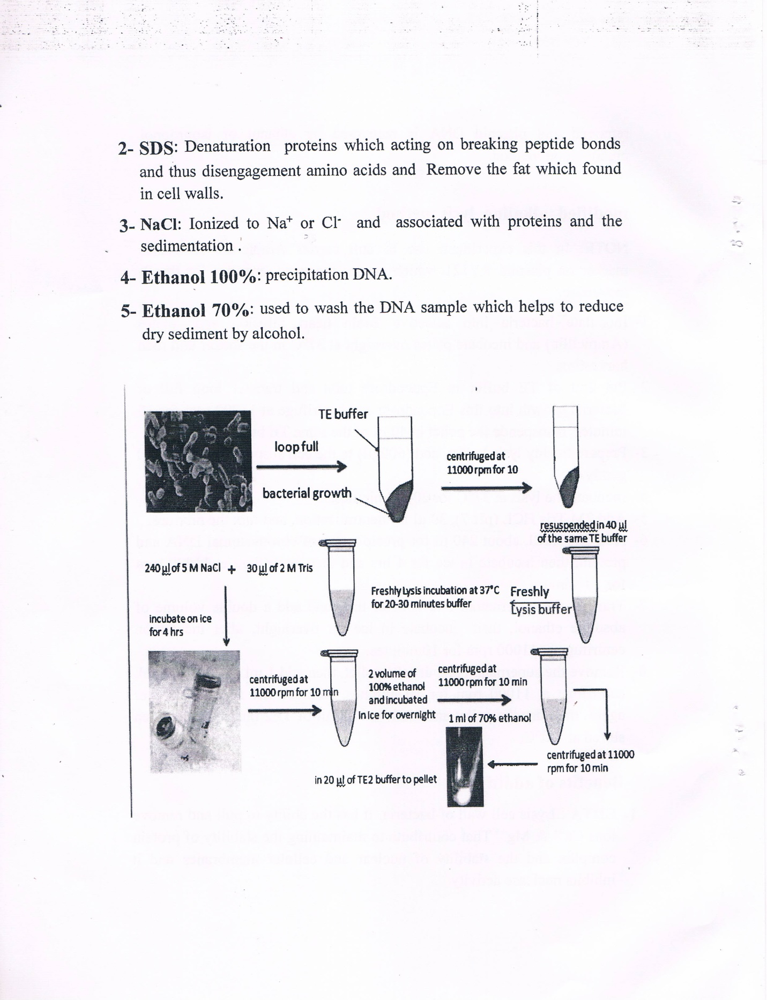 2- SDS: Denaturation proteins which acting on breaking peptide bonds
and thus disengagement amino acids and Remove the fat which found
in cell walls.
3- NaCl: Ionized to Na⁺ or Cl⁻ and associated with proteins and the
sedimentation .
4- Ethanol 100%: precipitation DNA.
5- Ethanol 70%: used to wash the DNA sample which helps to reduce
dry sediment by alcohol.
TE buffer
loop full
bacterial growth
centrifuged at
11000 rpm for 10
resuspended in 40 µl
of the same TE buffer
Freshly
Lysis buffer
Freshly Lysis incubation at 37°C
for 20-30 minutes buffer
240 µl of 5 M NaCl + 30 µl of 2 M Tris
incubate on ice
for 4 hrs
centrifuged at
11000 rpm for 10 min
2 volume of
100% ethanol
and incubated
in ice for overnight
centrifuged at
11000 rpm for 10 min
1 ml of 70% ethanol
centrifuged at 11000
rpm for 10 min
in 20 µl of TE2 buffer to pellet